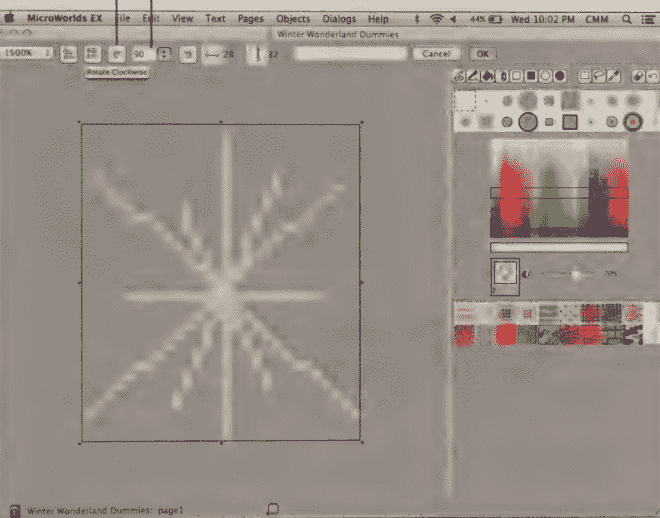 MicroWorlds EX File Edit View Text Pages Objects Dialogs Help 44% Wed 10:02 PM CMM
Winter Wonderland Dummies
1500% 90 28 32 Cancel OK
Rotate Clockwise
Winter Wonderland Dummies: page1